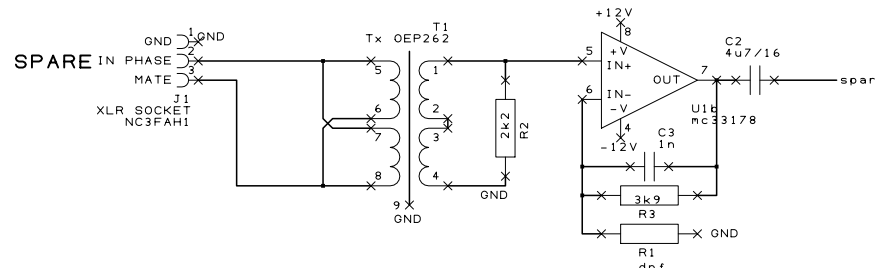 +12V
T1
Tx OEP262
C2
4u7/16
GND 1 GND
SPARE IN PHASE 2
MATE 3
J1
XLR SOCKET
NC3FAH1
5
6
7
8
1
2
3
4
9
GND
2k2
R2
GND
5
6
8
+V
IN+
OUT
IN-
-V
4
7
-12V
U1b
mc33178
spar
C3
1n
3k9
R3
GND
R1
dnf